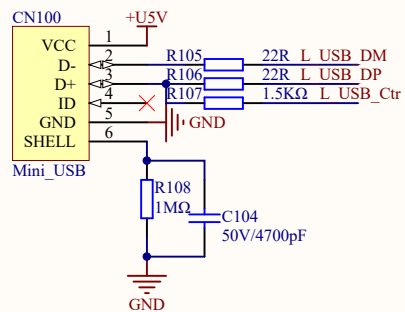 CN100
+U5V
VCC 1
D- 2 R105 22R L_USB_DM
D+ 3 R106 22R L_USB_DP
ID 4 R107 1.5KΩ L_USB_Ctr
GND 5 GND
SHELL 6
Mini_USB
R108
1MΩ
C104
50V/4700pF
GND